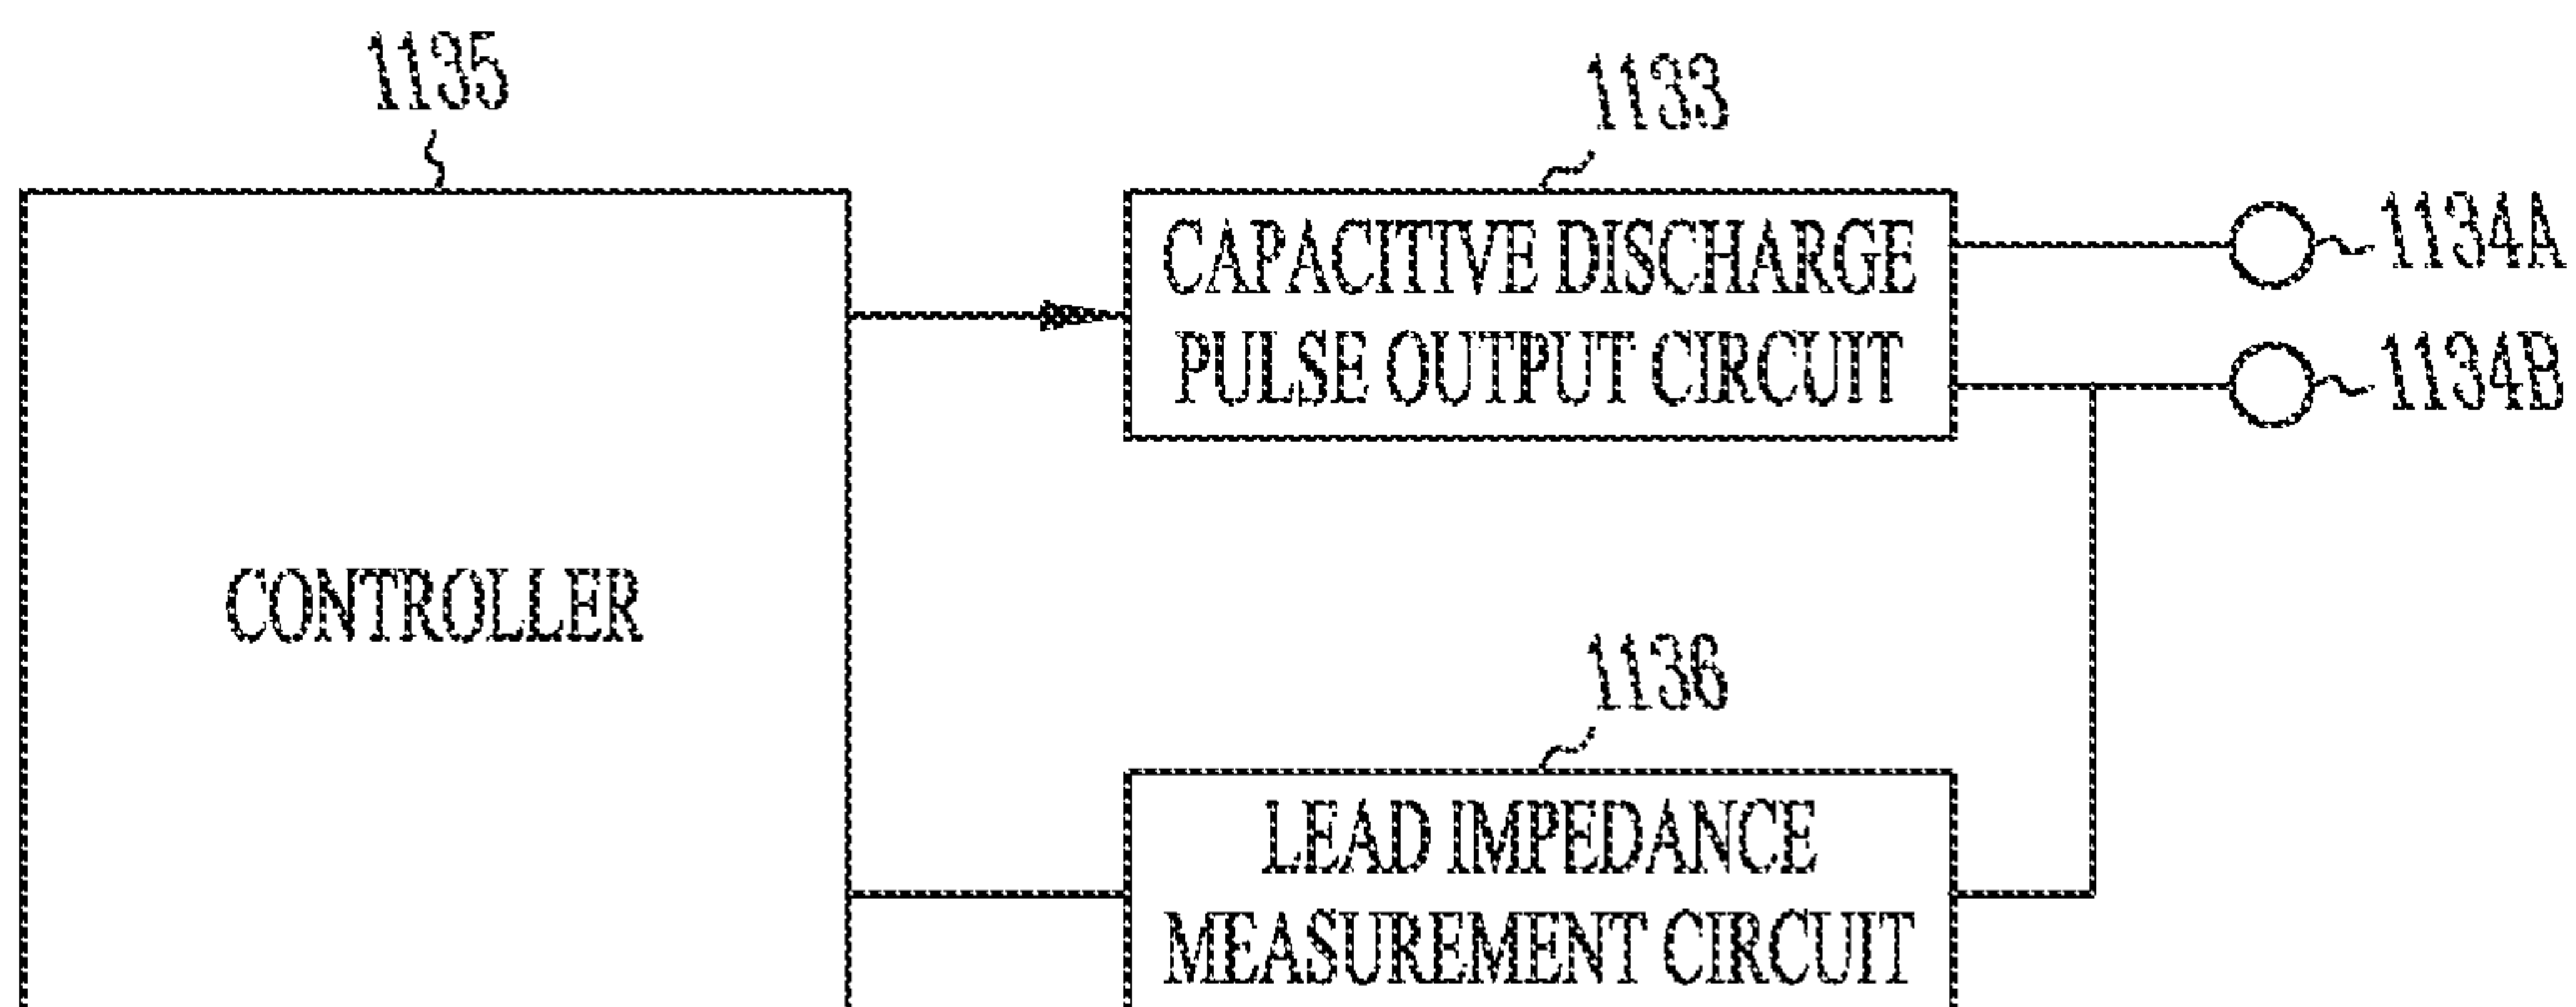 1135
1133
CAPACITIVE DISCHARGE
PULSE OUTPUT CIRCUIT
1134A
1134B
CONTROLLER
1136
LEAD IMPEDANCE
MEASUREMENT CIRCUIT